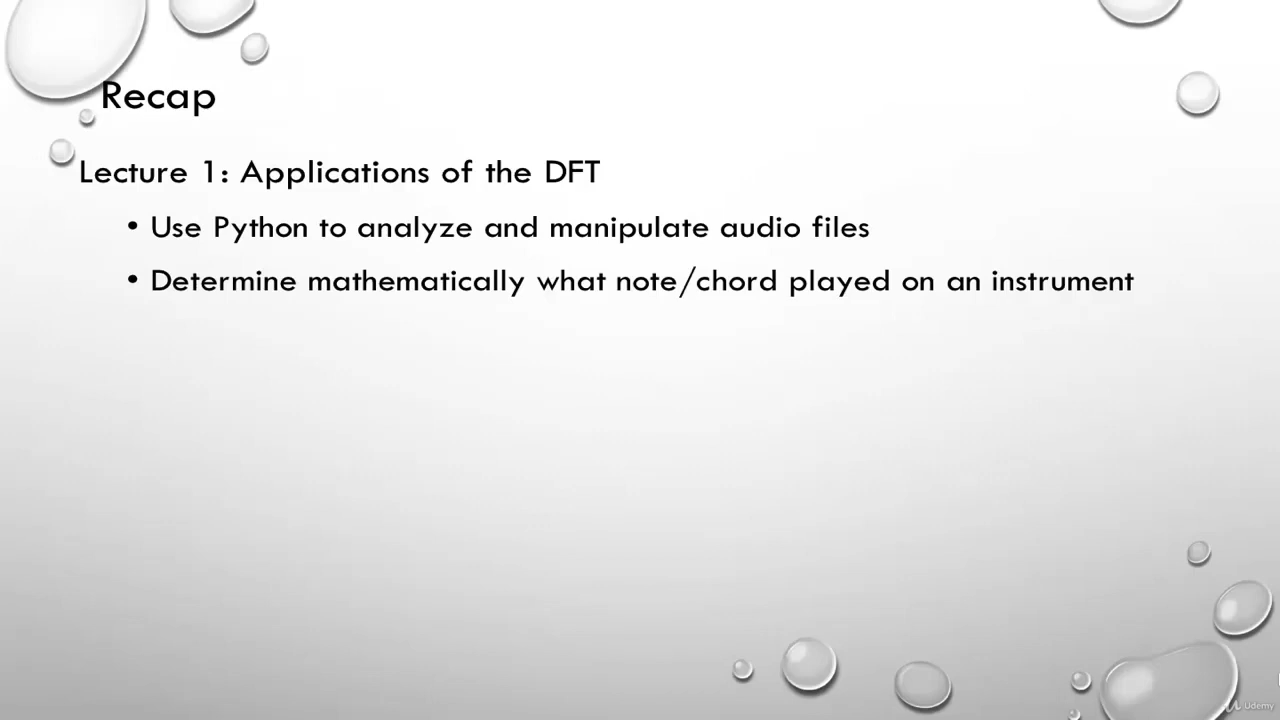 Recap
Lecture 1: Applications of the DFT
• Use Python to analyze and manipulate audio files
• Determine mathematically what note/chord played on an instrument
Udemy